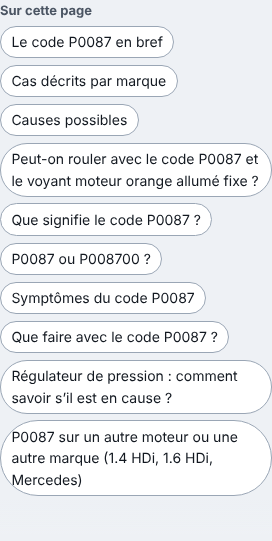 Sur cette page
Le code P0087 en bref
Cas décrits par marque
Causes possibles
Peut-on rouler avec le code P0087 et
le voyant moteur orange allumé fixe ?
Que signifie le code P0087 ?
P0087 ou P008700 ?
Symptômes du code P0087
Que faire avec le code P0087 ?
Régulateur de pression : comment
savoir s’il est en cause ?
P0087 sur un autre moteur ou une
autre marque (1.4 HDi, 1.6 HDi,
Mercedes)